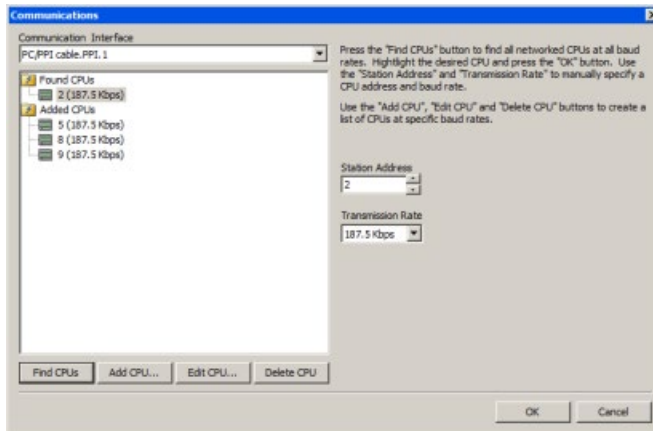 Communications
Communication Interface
PC/PPI cable.PPI.1
Found CPUs
2 (187.5 Kbps)
Added CPUs
5 (187.5 Kbps)
8 (187.5 Kbps)
9 (187.5 Kbps)
Find CPUs
Add CPU...
Edit CPU...
Delete CPU
Press the "Find CPUs" button to find all networked CPUs at all baud
rates. Hightlight the desired CPU and press the "OK" button. Use
the "Station Address" and "Transmission Rate" to manually specify a
CPU address and baud rate.
Use the "Add CPU", "Edit CPU" and "Delete CPU" buttons to create a
list of CPUs at specific baud rates.
Station Address
2
Transmission Rate
187.5 Kbps
OK
Cancel